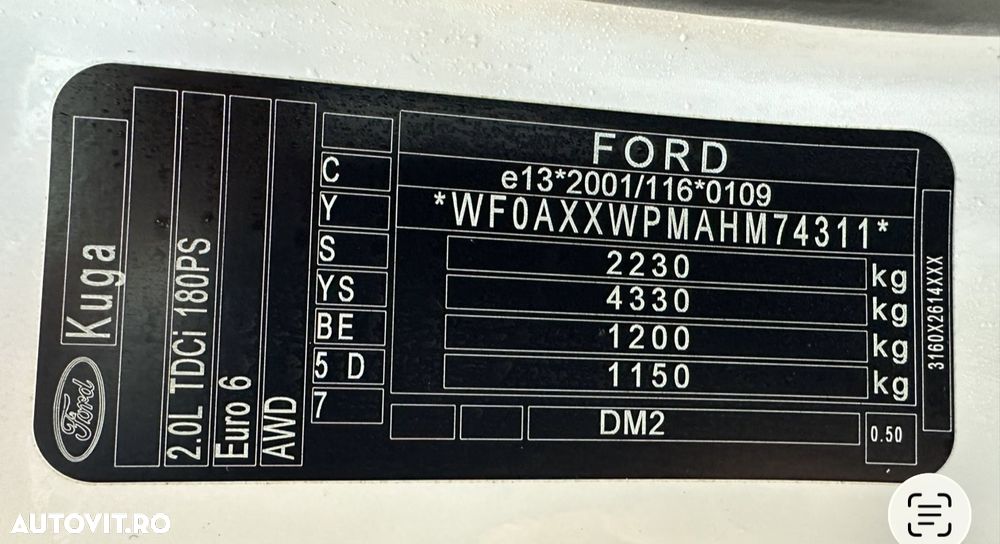 Ford
Kuga
2.0L TDCi 180PS
Euro 6
AWD
C
Y
S
YS
BE
5 D
7
FORD
e13*2001/116*0109
*WF0AXXWPMAHM74311*
2230 kg
4330 kg
1200 kg
1150 kg
DM2
0.50
3160X2614XXX
AUTOVIT.RO